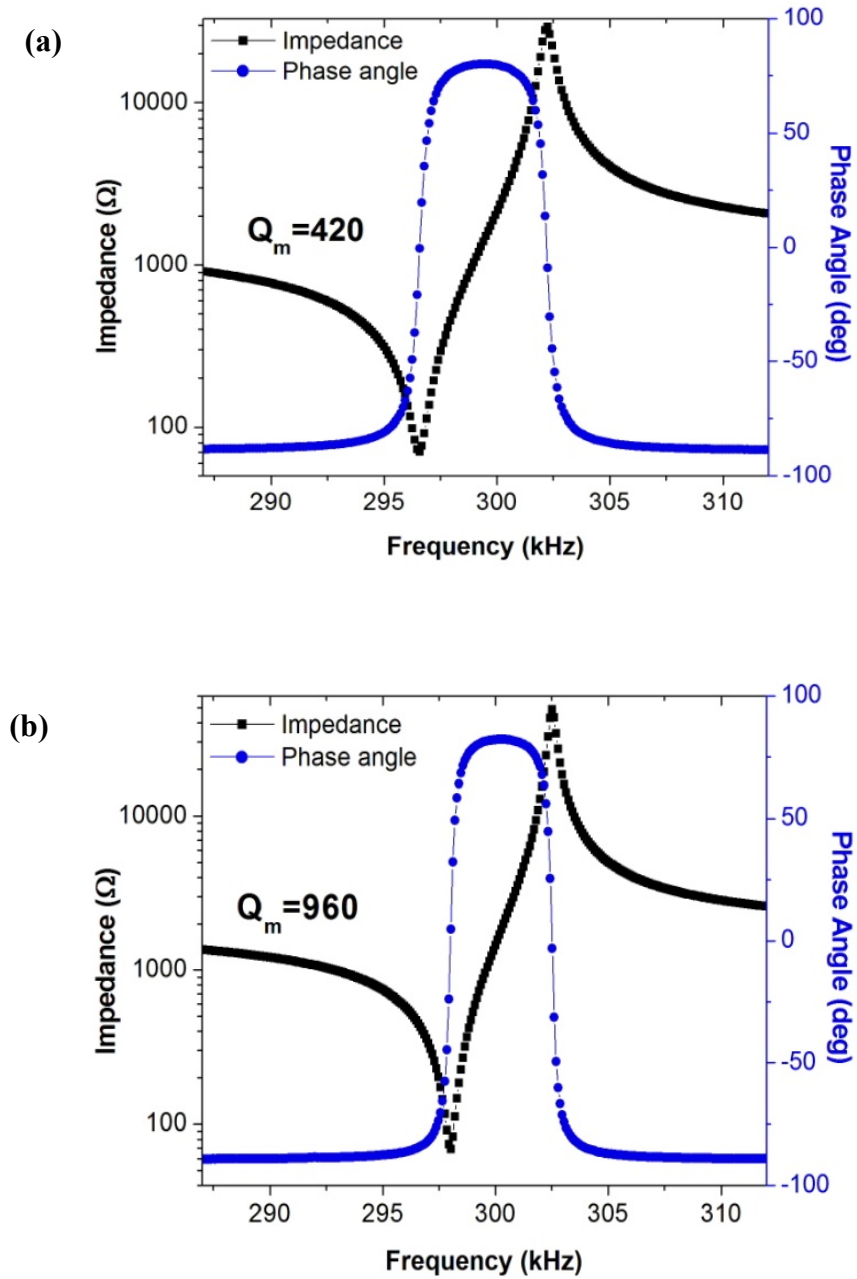 (a)
Impedance
Phase angle
Q_m=420
10000
1000
100
Impedance (Ω)
100
50
0
-50
-100
Phase Angle (deg)
290 295 300 305 310
Frequency (kHz)
(b)
Impedance
Phase angle
Q_m=960
10000
1000
100
Impedance (Ω)
100
50
0
-50
-100
Phase Angle (deg)
290 295 300 305 310
Frequency (kHz)